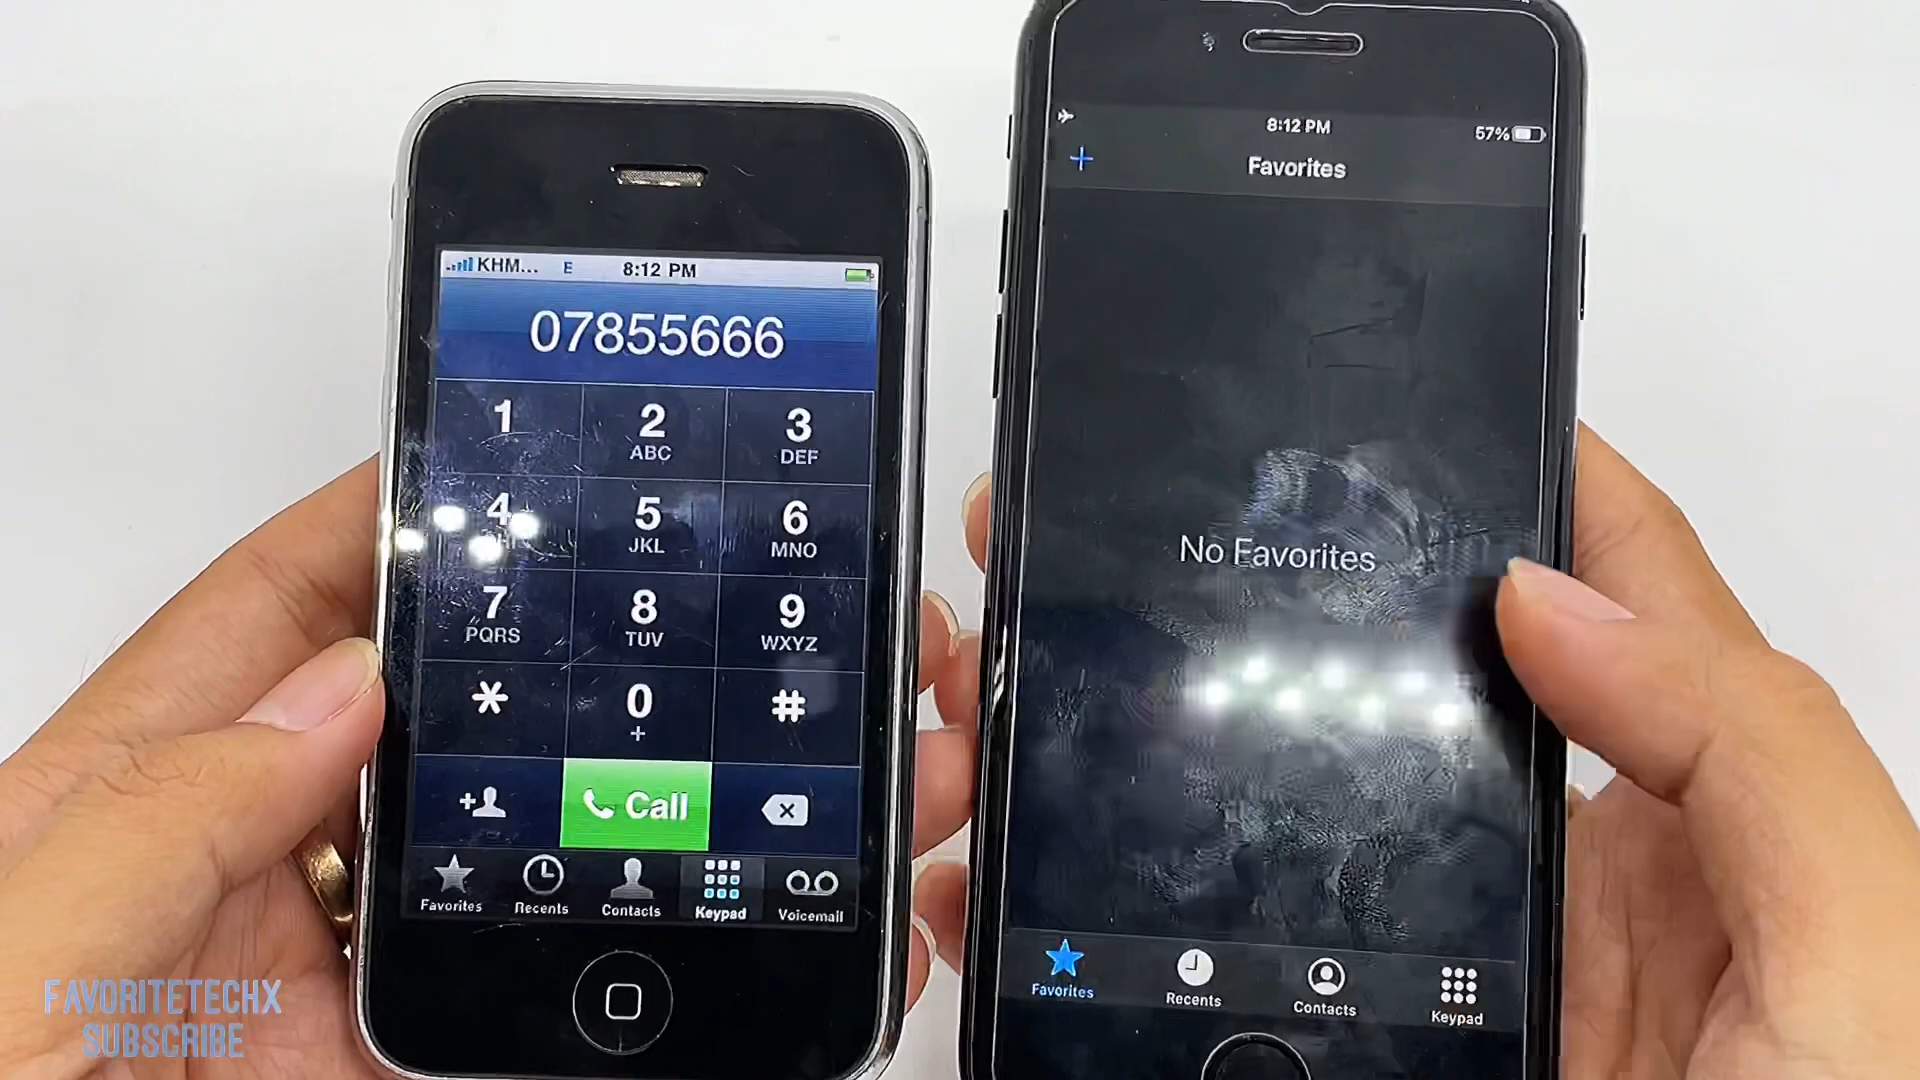 KHM... E 8:12 PM
07855666
1
2
ABC
3
DEF
4
5
JKL
6
MNO
7
PQRS
8
TUV
9
WXYZ
*
0
+
#
Call
Favorites
Recents
Contacts
Keypad
Voicemail
8:12 PM
57%
+
Favorites
No Favorites
Favorites
Recents
Contacts
Keypad
FAVORITETECHX
SUBSCRIBE